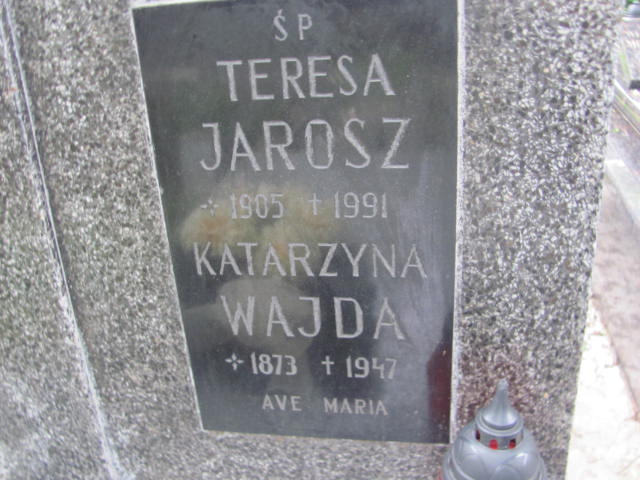 ŚP
TERESA
JAROSZ
✧ 1905 † 1991
KATARZYNA
WAJDA
✧ 1873 † 1947
AVE MARIA